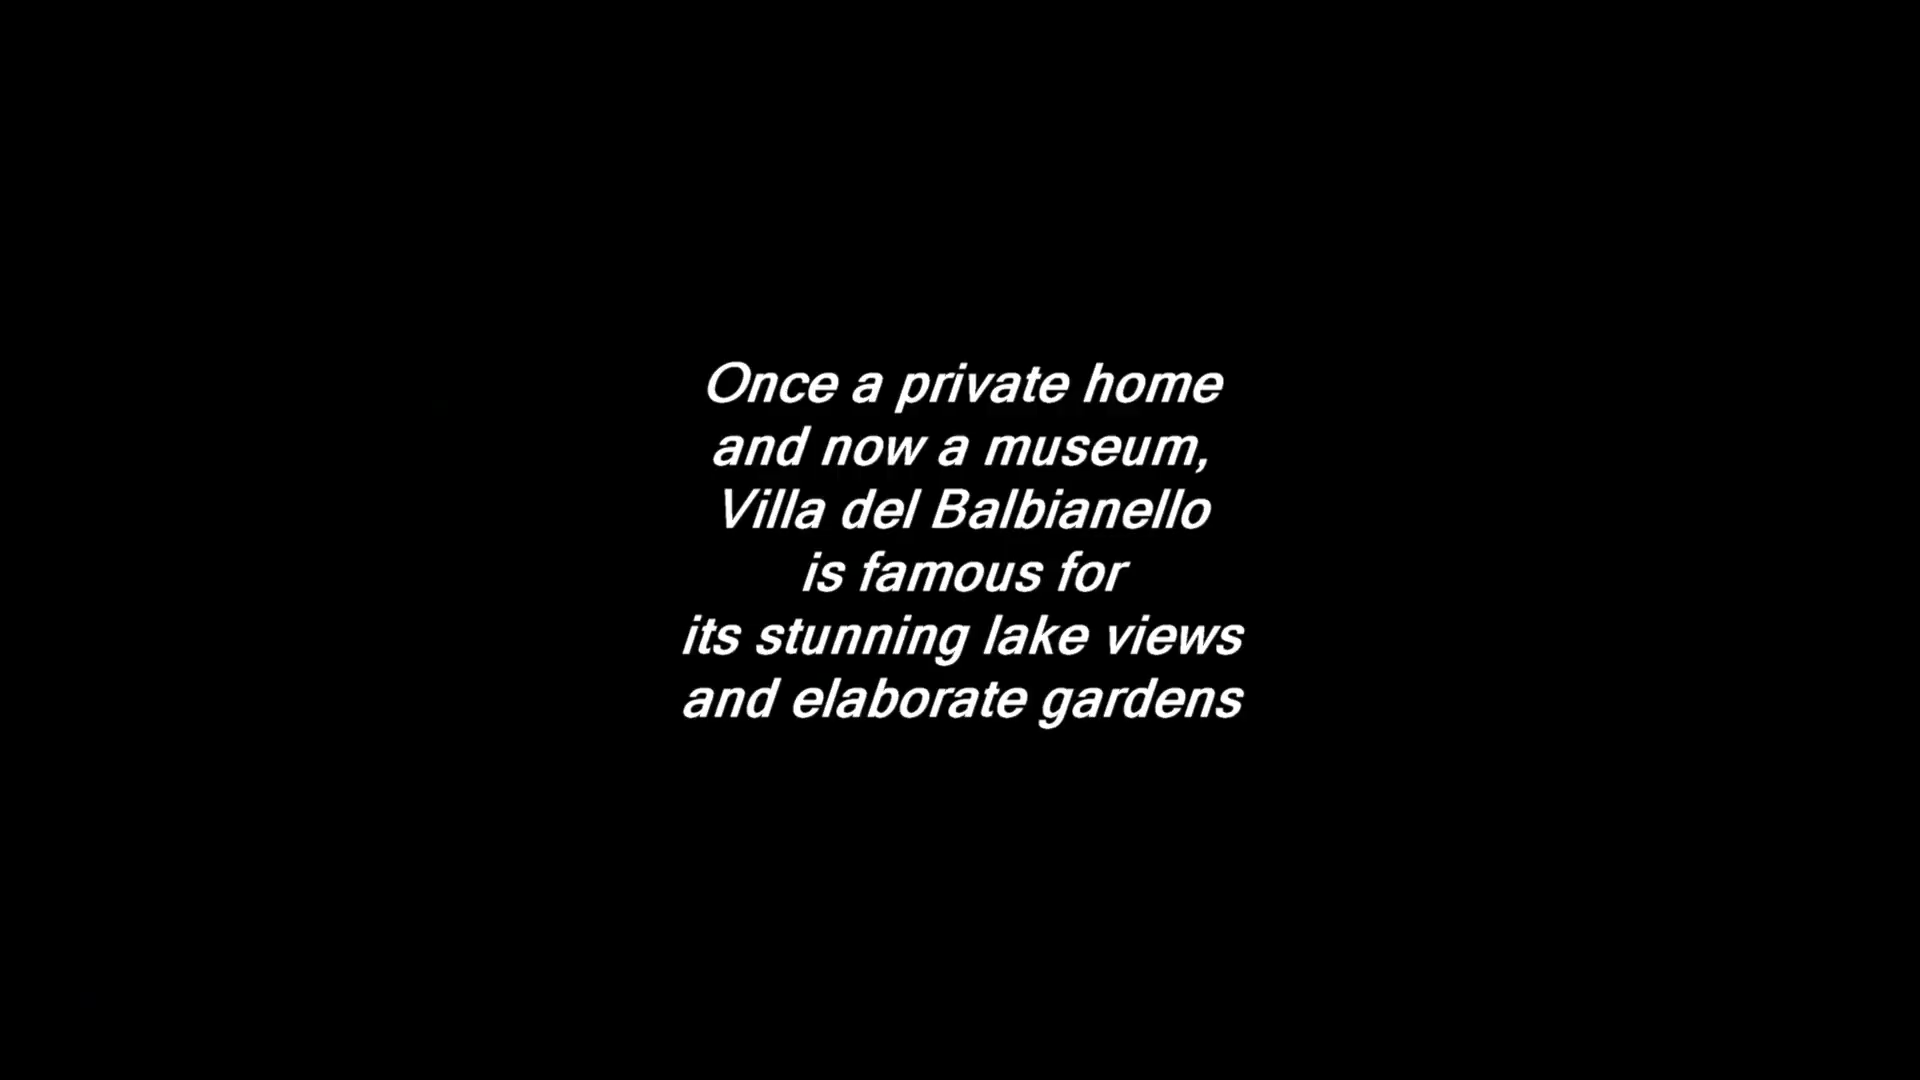 Once a private home
and now a museum,
Villa del Balbianello
is famous for
its stunning lake views
and elaborate gardens